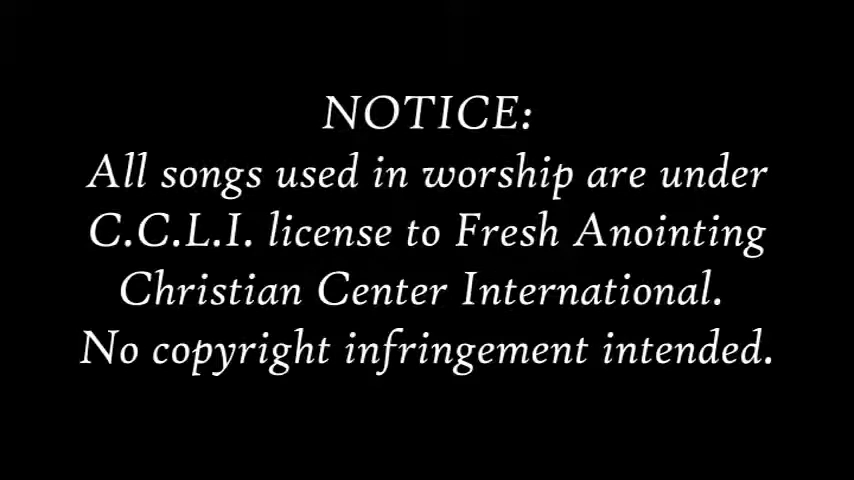 NOTICE:
All songs used in worship are under
C.C.L.I. license to Fresh Anointing
Christian Center International.
No copyright infringement intended.